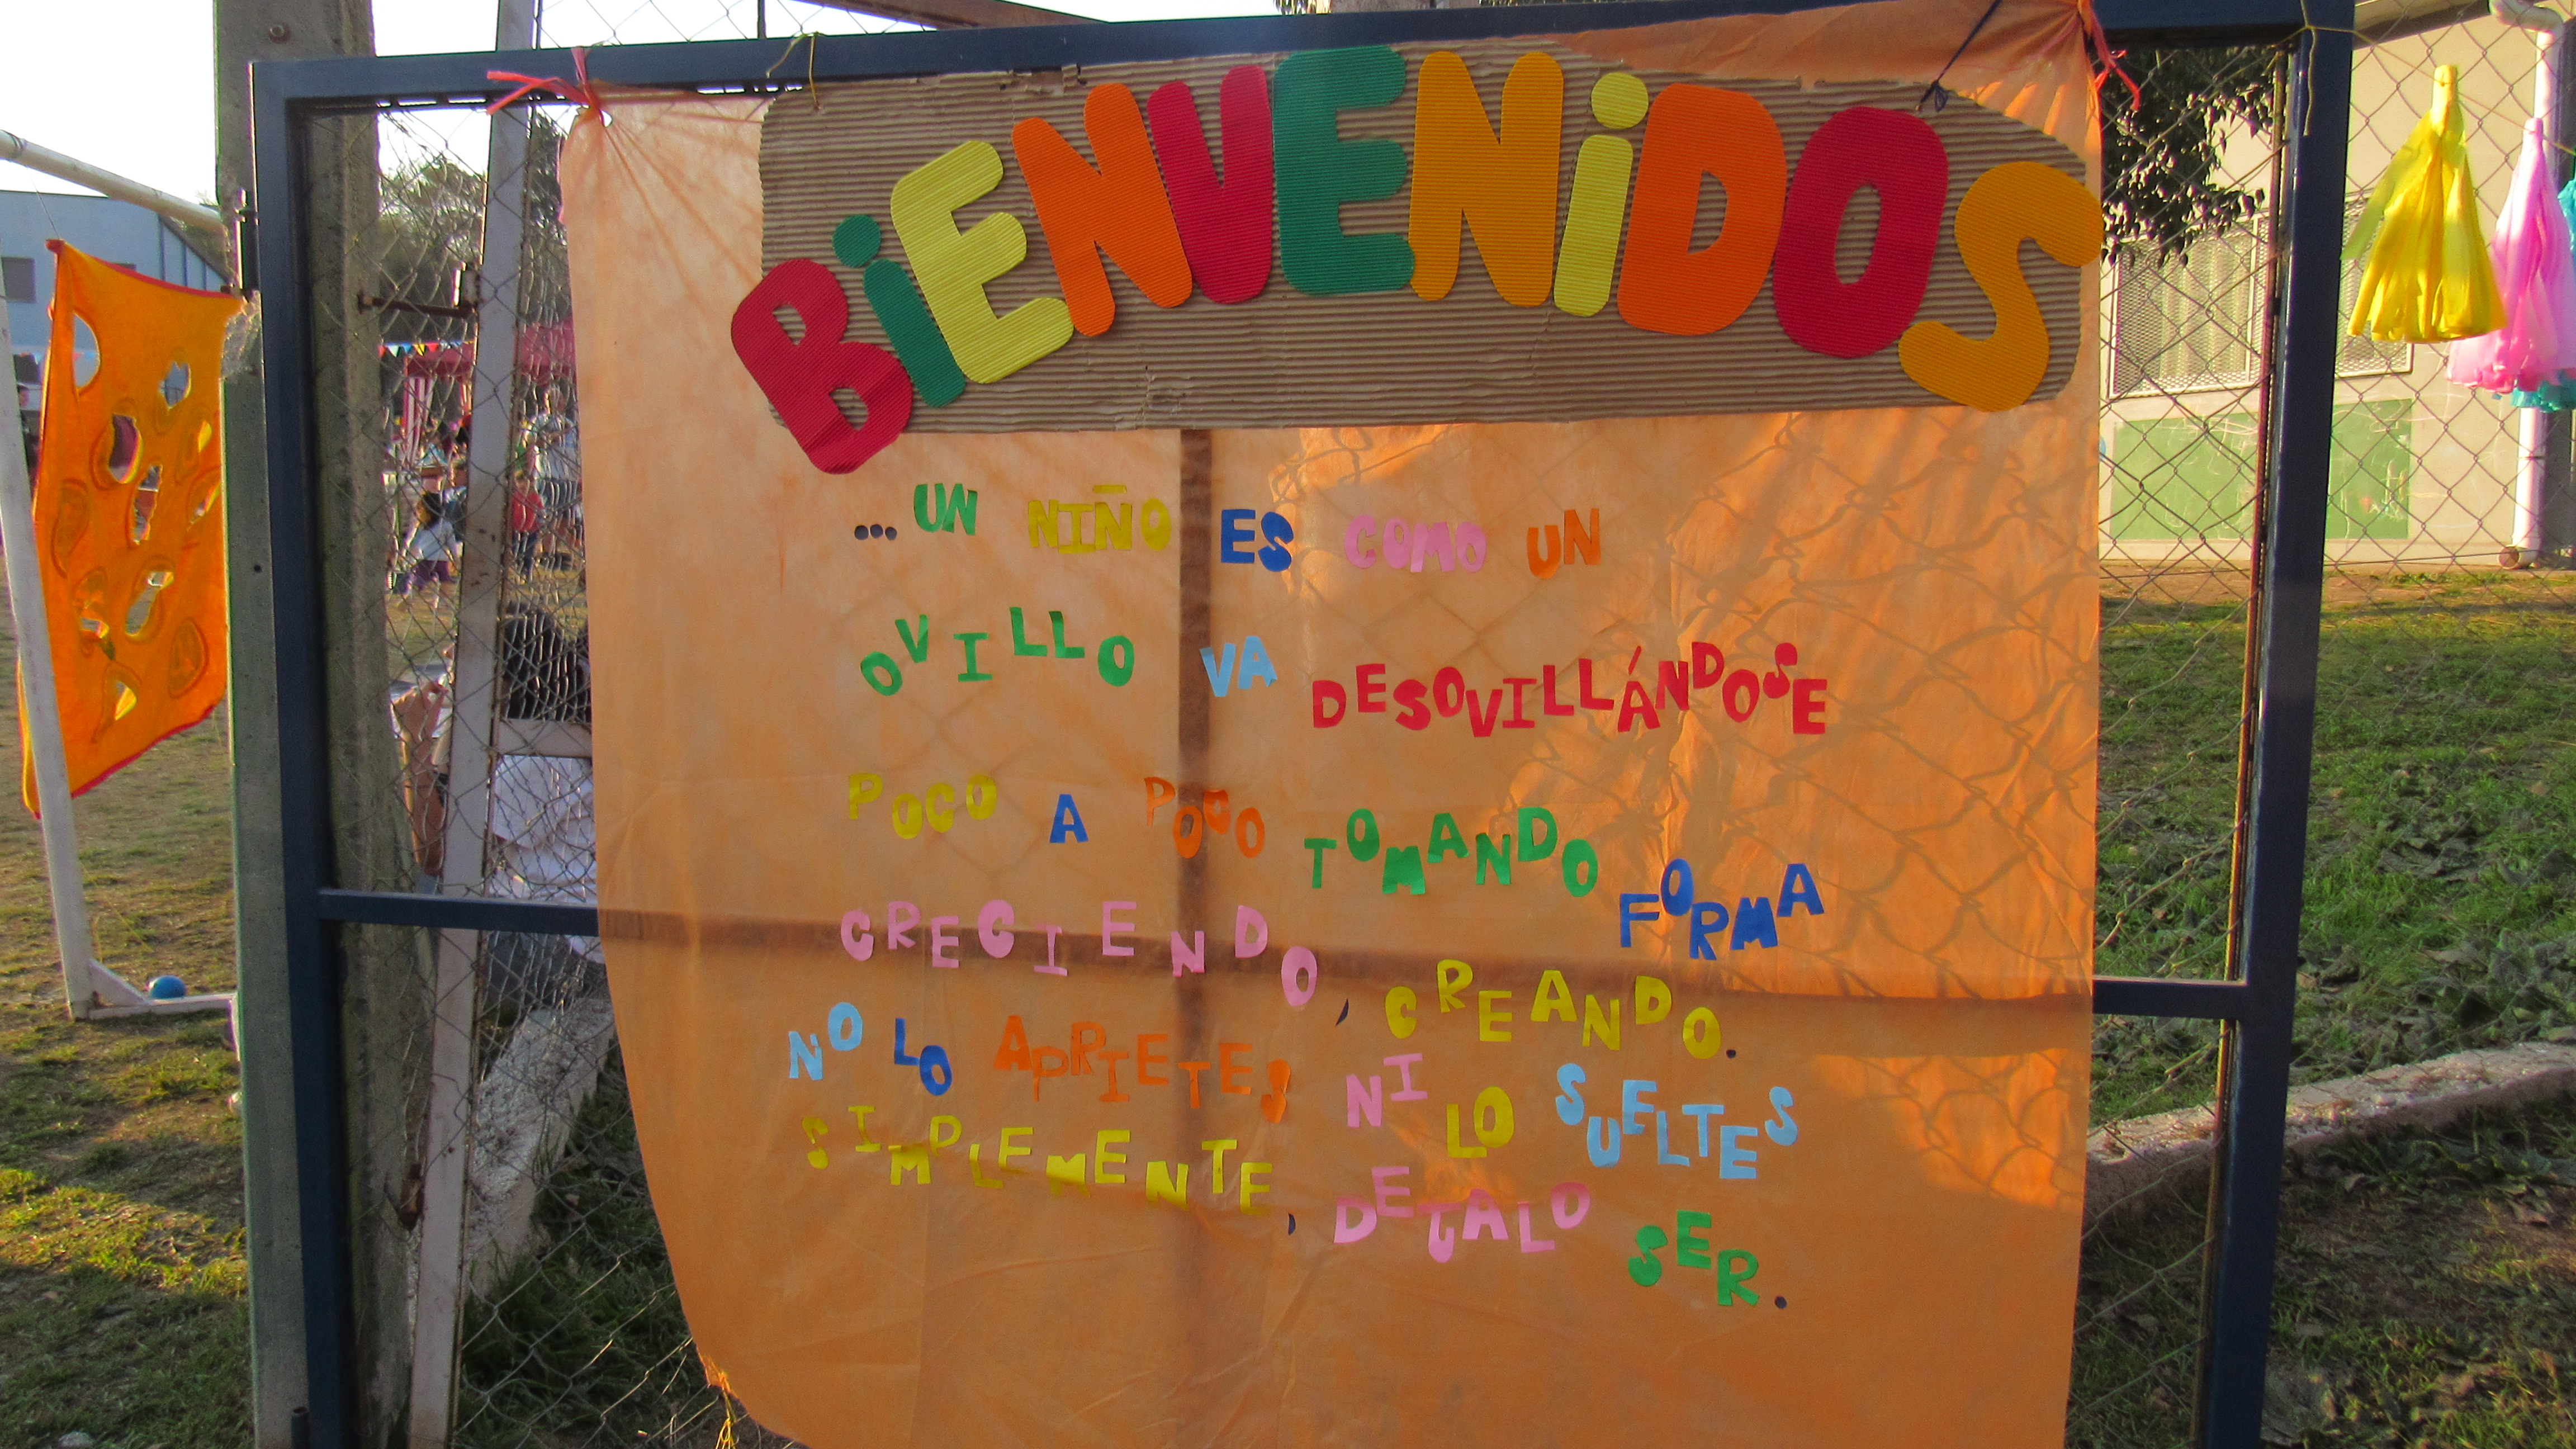 BiENVENiDOS
...UN NIÑO ES COMO UN
OVILLO VA DESOVILLÁNDOSE
POCO A POCO TOMANDO FORMA
CRECIENDO, CREANDO.
NO LO APRIETES NI LO SUELTES
SIMPLEMENTE, DEJALO SER.